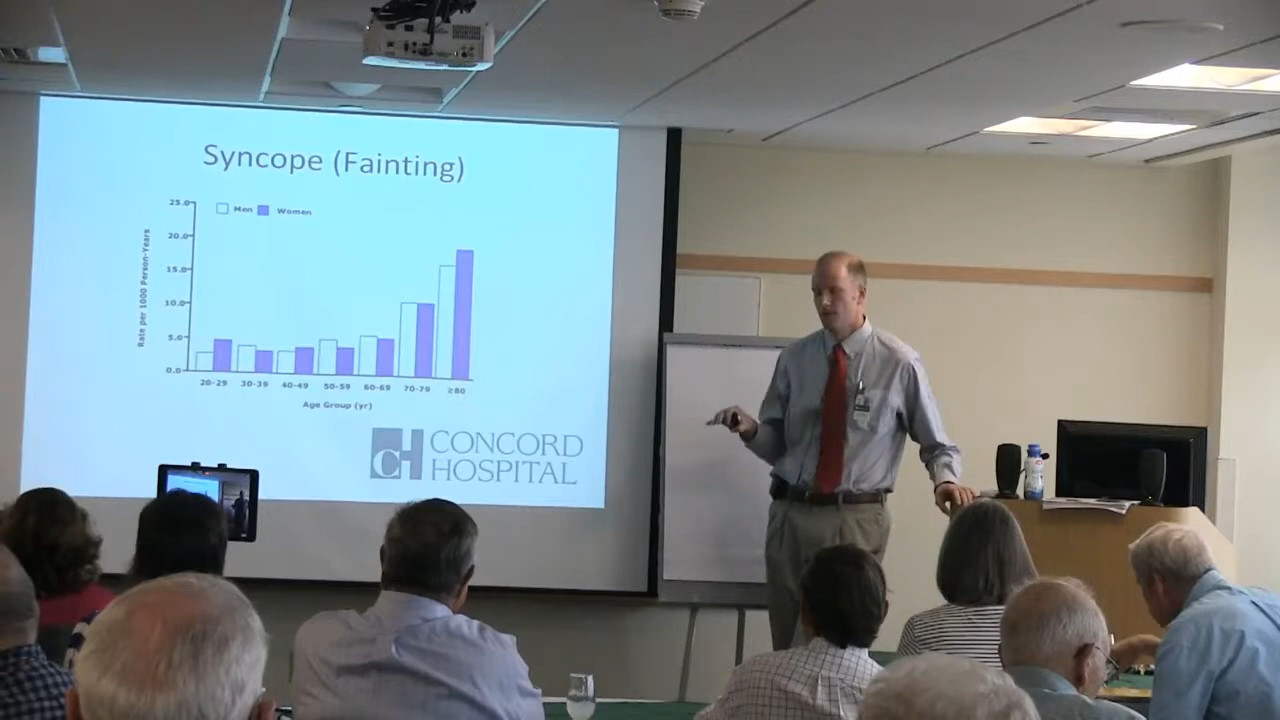 Syncope (Fainting)
25.0
Men Women
20.0
15.0
10.0
5.0
0.0
Rate per 1000 Person-Years
20-29 30-39 40-49 50-59 60-69 70-79 ≥80
Age Group (yr)
CH CONCORD
HOSPITAL